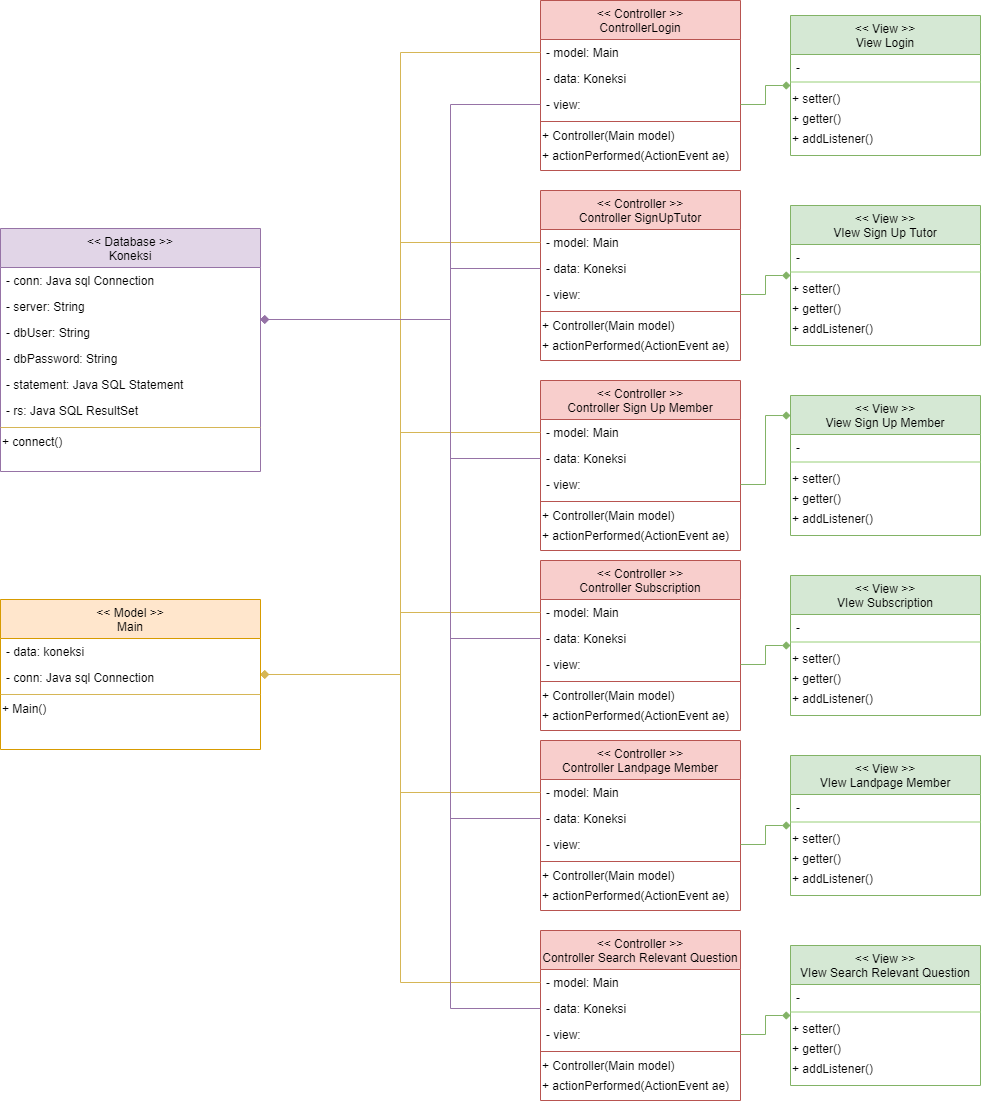 << Database >>
Koneksi
- conn: Java sql Connection
- server: String
- dbUser: String
- dbPassword: String
- statement: Java SQL Statement
- rs: Java SQL ResultSet
+ connect()
<< Model >>
Main
- data: koneksi
- conn: Java sql Connection
+ Main()
<< Controller >>
ControllerLogin
- model: Main
- data: Koneksi
- view:
+ Controller(Main model)
+ actionPerformed(ActionEvent ae)
<< View >>
View Login
-
+ setter()
+ getter()
+ addListener()
<< Controller >>
Controller SignUpTutor
- model: Main
- data: Koneksi
- view:
+ Controller(Main model)
+ actionPerformed(ActionEvent ae)
<< View >>
VIew Sign Up Tutor
-
+ setter()
+ getter()
+ addListener()
<< Controller >>
Controller Sign Up Member
- model: Main
- data: Koneksi
- view:
+ Controller(Main model)
+ actionPerformed(ActionEvent ae)
<< View >>
View Sign Up Member
-
+ setter()
+ getter()
+ addListener()
<< Controller >>
Controller Subscription
- model: Main
- data: Koneksi
- view:
+ Controller(Main model)
+ actionPerformed(ActionEvent ae)
<< View >>
VIew Subscription
-
+ setter()
+ getter()
+ addListener()
<< Controller >>
Controller Landpage Member
- model: Main
- data: Koneksi
- view:
+ Controller(Main model)
+ actionPerformed(ActionEvent ae)
<< View >>
VIew Landpage Member
-
+ setter()
+ getter()
+ addListener()
<< Controller >>
Controller Search Relevant Question
- model: Main
- data: Koneksi
- view:
+ Controller(Main model)
+ actionPerformed(ActionEvent ae)
<< View >>
VIew Search Relevant Question
-
+ setter()
+ getter()
+ addListener()